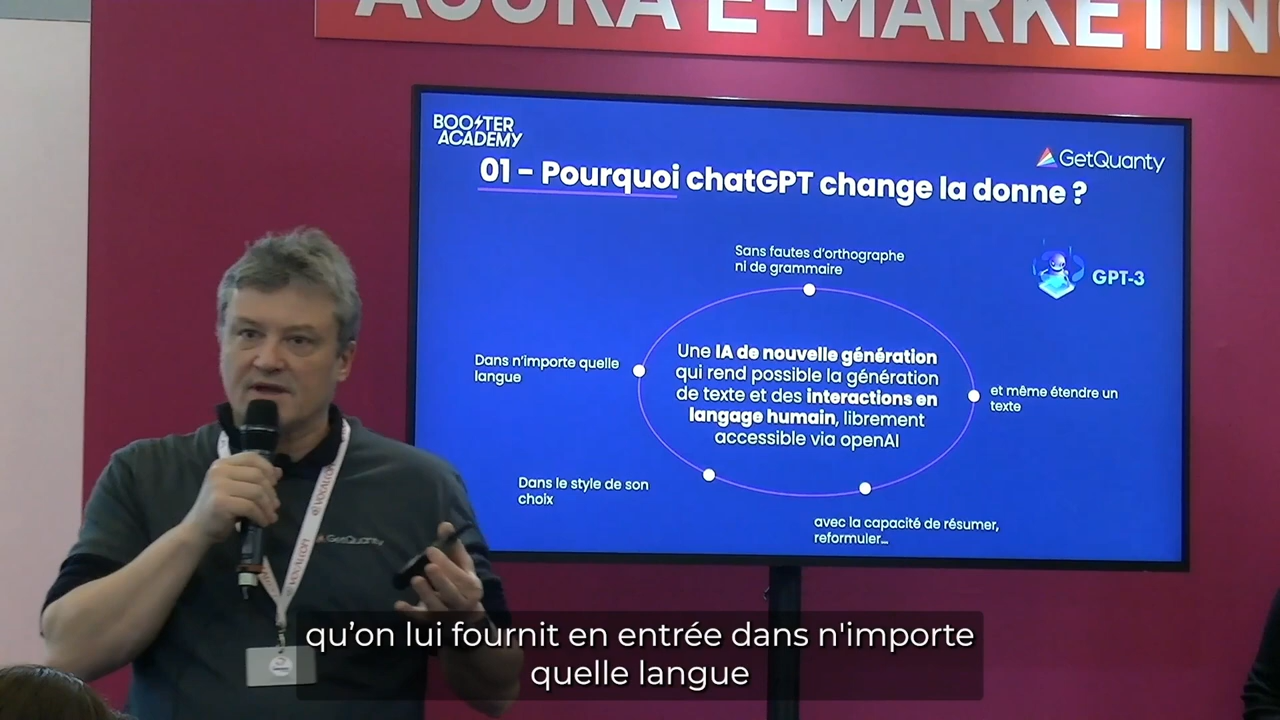 AGORA E-MARKETING
BOOSTER
ACADEMY
GetQuanty
01 - Pourquoi chatGPT change la donne ?
Sans fautes d'orthographe
ni de grammaire
GPT-3
Dans n'importe quelle
langue
Une IA de nouvelle génération
qui rend possible la génération
de texte et des interactions en
langage humain, librement
accessible via openAI
et même étendre un
texte
Dans le style de son
choix
avec la capacité de résumer,
reformuler...
GetQuanty
qu’on lui fournit en entrée dans n'importe
quelle langue